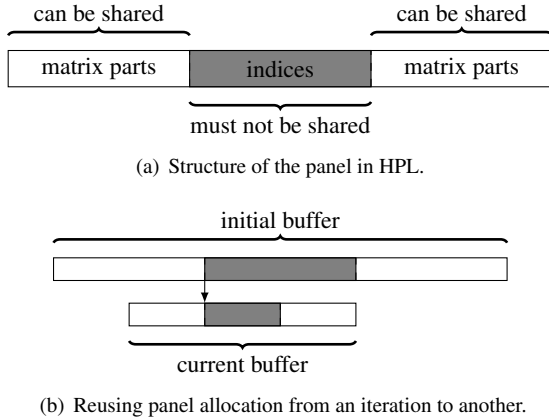 can be shared can be shared
matrix parts indices matrix parts
must not be shared
(a) Structure of the panel in HPL.
initial buffer
current buffer
(b) Reusing panel allocation from an iteration to another.